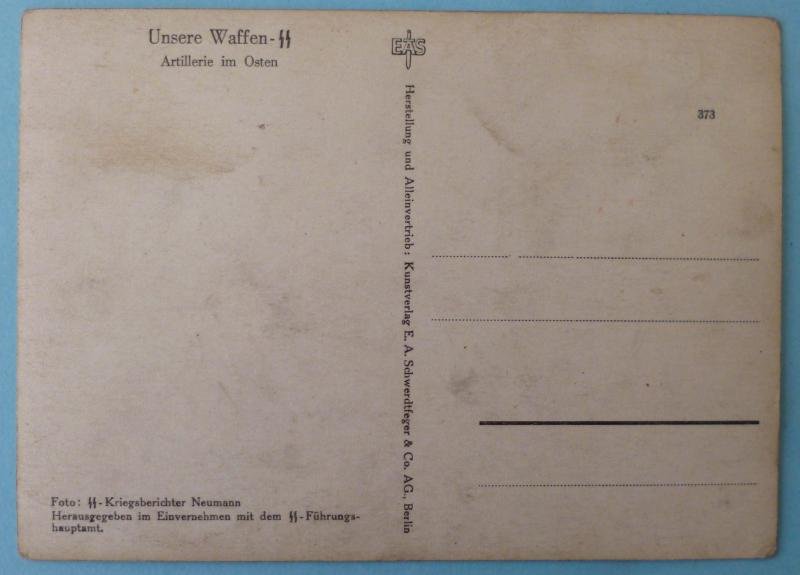 Unsere Waffen-ᛋᛋ
Artillerie im Osten
EAS
Herstellung und Alleinvertrieb: Kunstverlag E. A. Schwerdtfeger & Co. AG., Berlin
373
Foto: ᛋᛋ-Kriegsberichter Neumann
Herausgegeben im Einvernehmen mit dem ᛋᛋ-Führungs-
hauptamt.